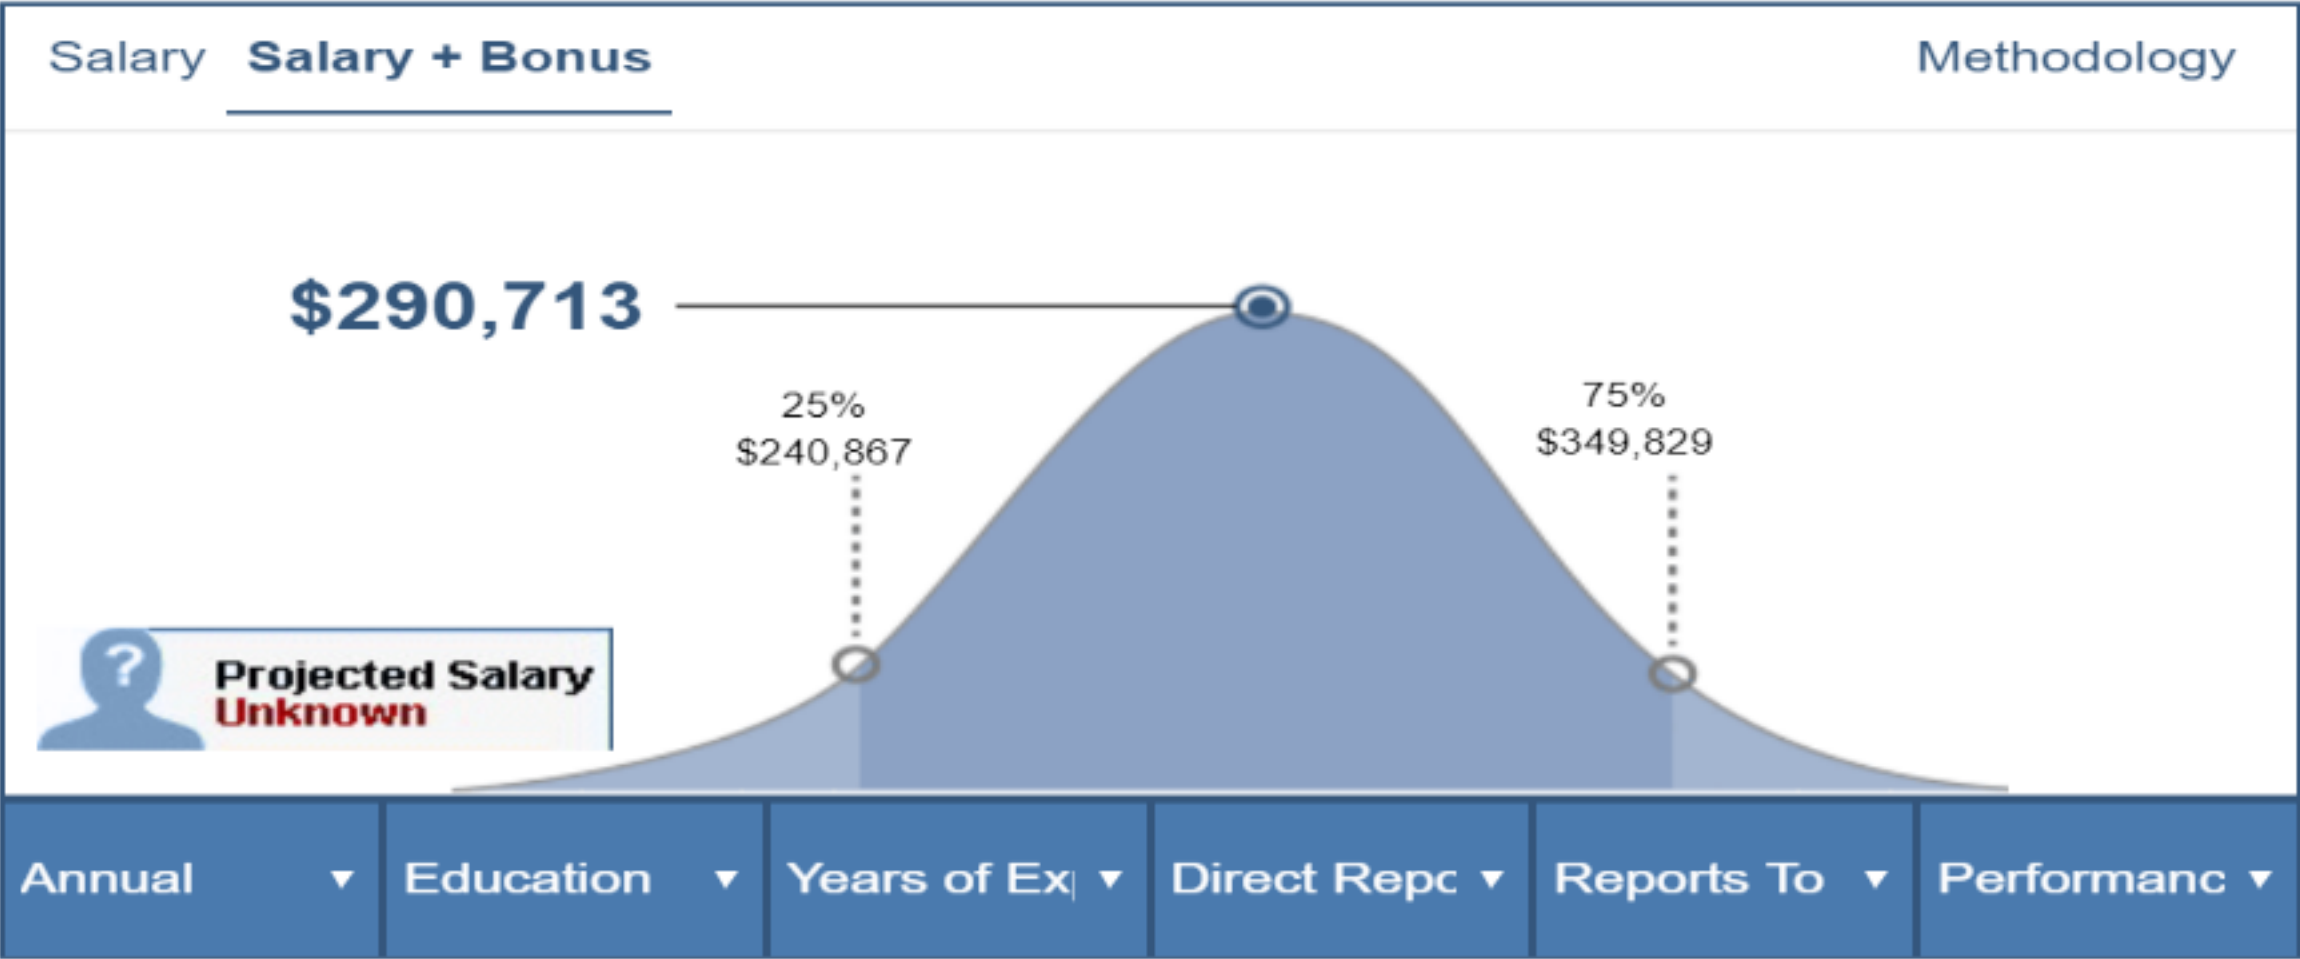 Salary Salary + Bonus Methodology
$290,713
25%
$240,867
75%
$349,829
?
Projected Salary
Unknown
Annual ▼ Education ▼ Years of Ex ▼ Direct Repo ▼ Reports To ▼ Performanc ▼